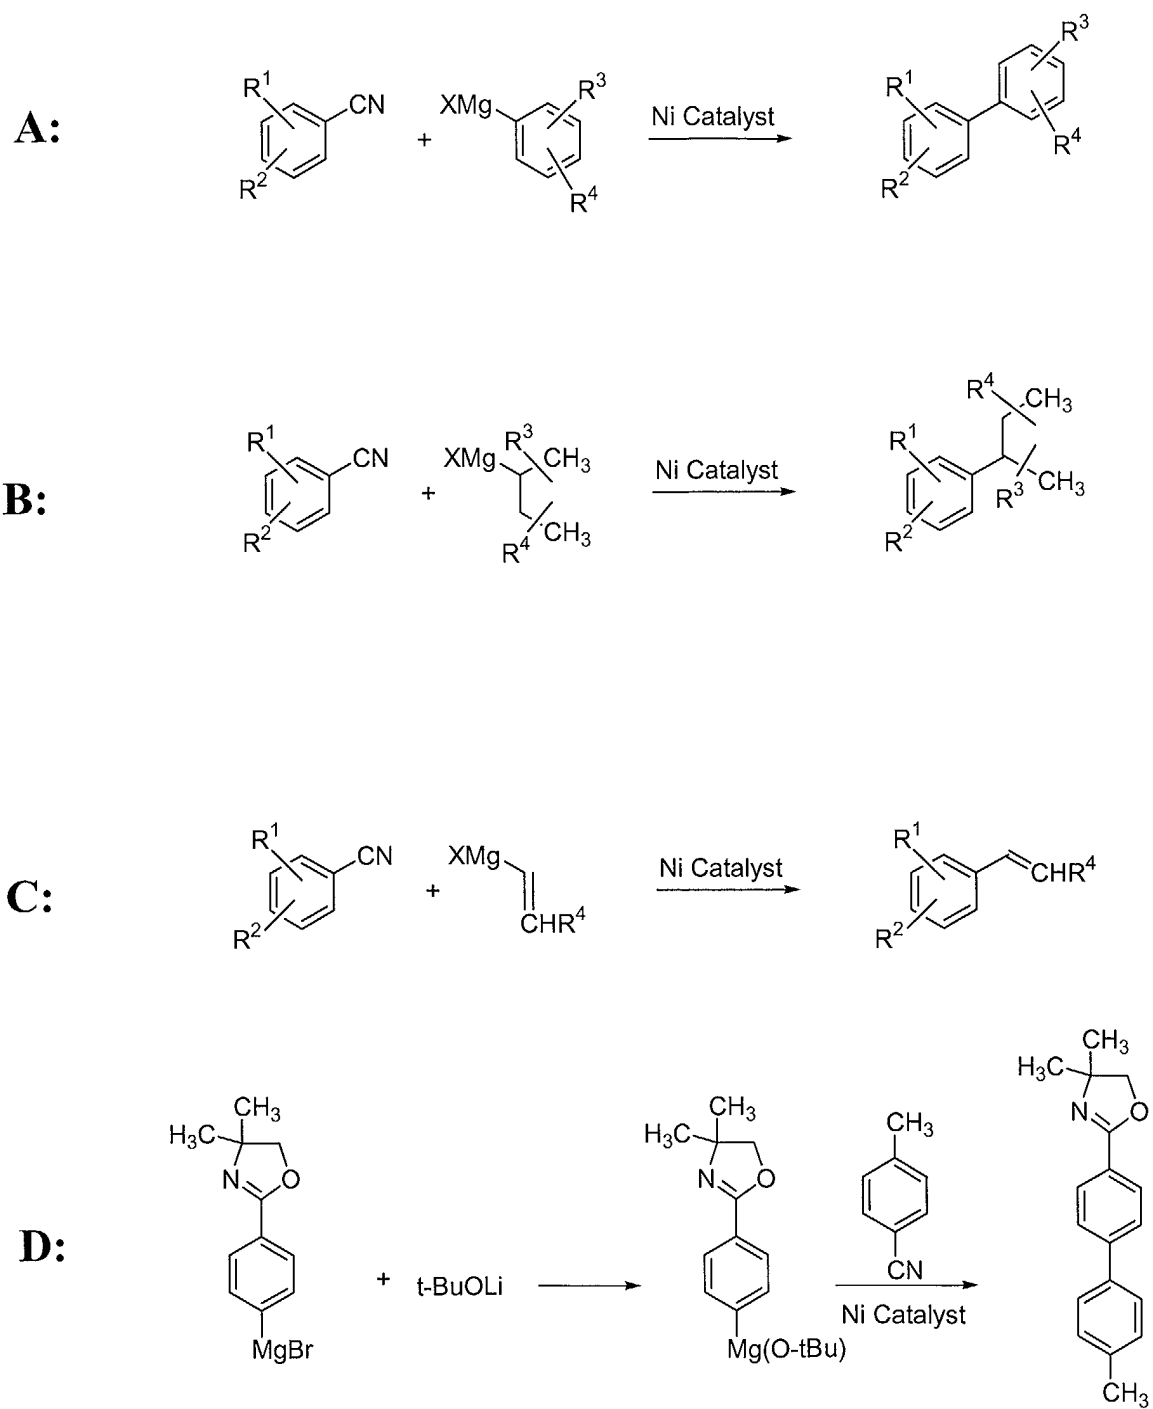 A:
R¹
CN
R²
+
XMg
R³
R⁴
Ni Catalyst
R¹
R²
R³
R⁴
B:
R¹
CN
R²
+
XMg
R³
CH₃
R⁴
CH₃
Ni Catalyst
R⁴
CH₃
R¹
R³
CH₃
R²
C:
R¹
CN
R²
+
XMg
CHR⁴
Ni Catalyst
R¹
CHR⁴
R²
D:
CH₃
H₃C
N
O
MgBr
+
t-BuOLi
CH₃
H₃C
N
O
Mg(O-tBu)
CH₃
CN
Ni Catalyst
CH₃
H₃C
N
O
CH₃